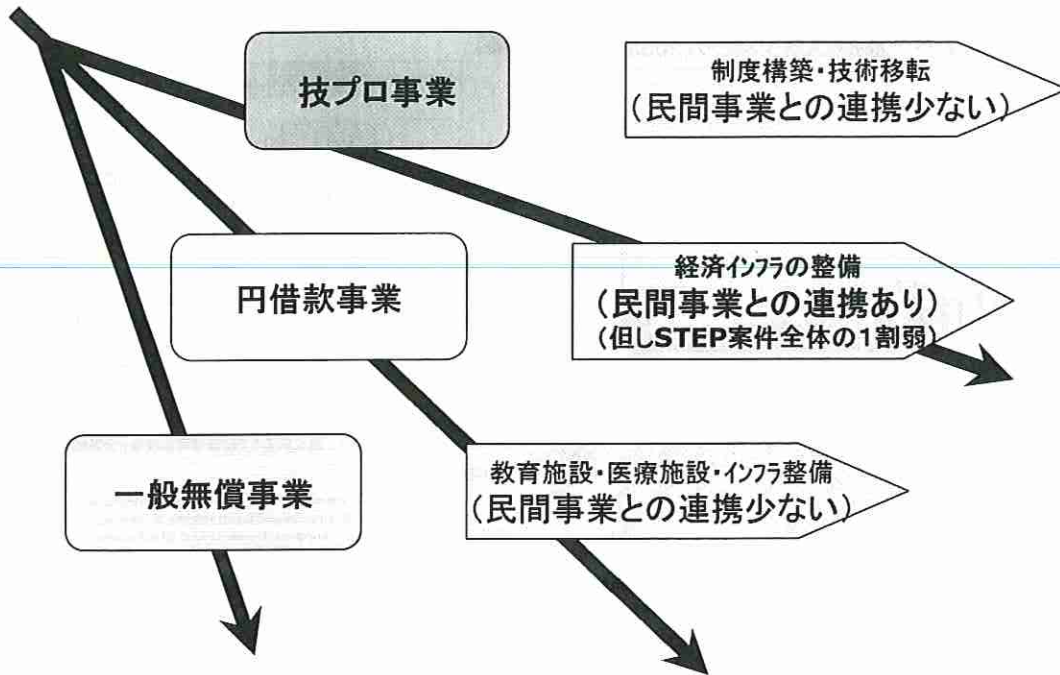 技プロ事業
制度構築・技術移転
(民間事業との連携少ない)
円借款事業
経済インフラの整備
(民間事業との連携あり)
(但しSTEP案件全体の1割弱)
一般無償事業
教育施設・医療施設・インフラ整備
(民間事業との連携少ない)